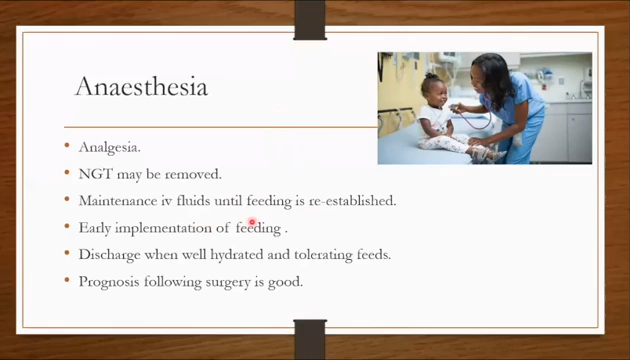 Anaesthesia
Analgesia.
NGT may be removed.
Maintenance iv fluids until feeding is re-established.
Early implementation of feeding .
Discharge when well hydrated and tolerating feeds.
Prognosis following surgery is good.